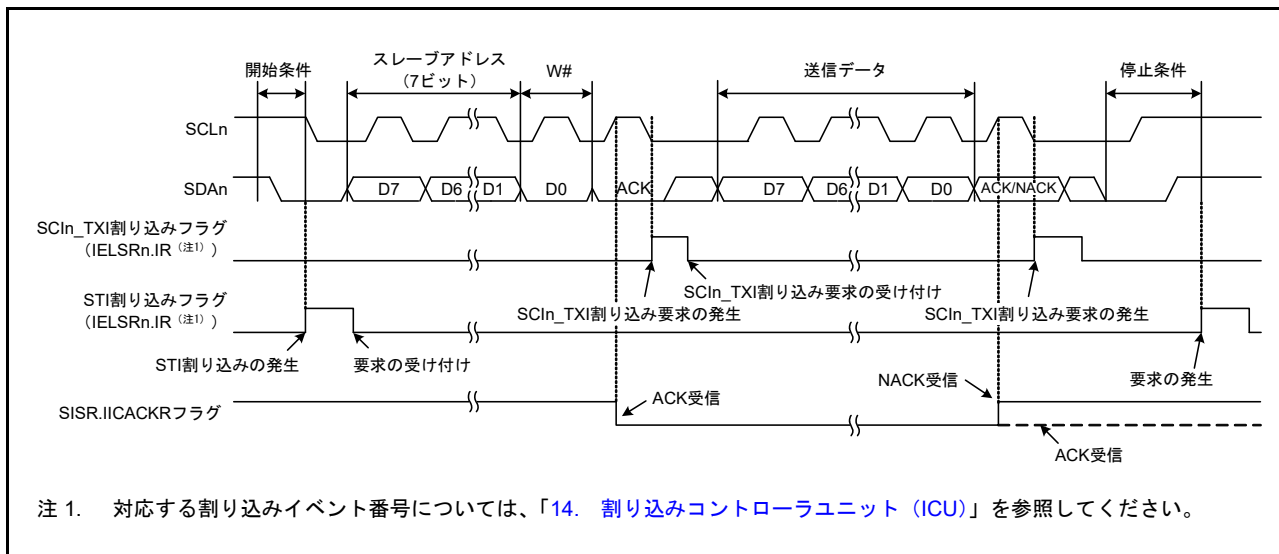 開始条件
スレーブアドレス
(7ビット)
W#
送信データ
停止条件
SCLn
SDAn
D7
D6
D1
D0
ACK
D7
D6
D1
D0
ACK/NACK
SCIn_TXI割り込みフラグ
(IELSRn.IR (注1) )
SCIn_TXI割り込み要求の受け付け
SCIn_TXI割り込み要求の発生
SCIn_TXI割り込み要求の発生
STI割り込みフラグ
(IELSRn.IR (注1) )
STI割り込みの発生
要求の受け付け
要求の発生
NACK受信
SISR.IICACKRフラグ
ACK受信
ACK受信
注 1. 対応する割り込みイベント番号については、「14. 割り込みコントローラユニット（ICU）」を参照してください。